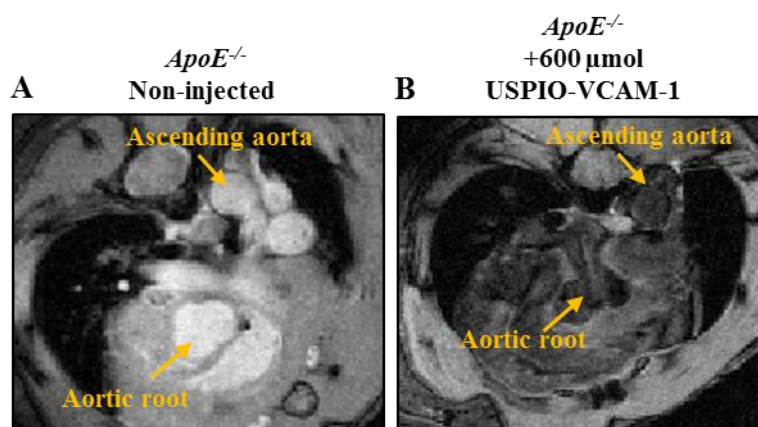 A
ApoE-/-
Non-injected
Ascending aorta
Aortic root
B
ApoE-/-
+600 µmol
USPIO-VCAM-1
Ascending aorta
Aortic root